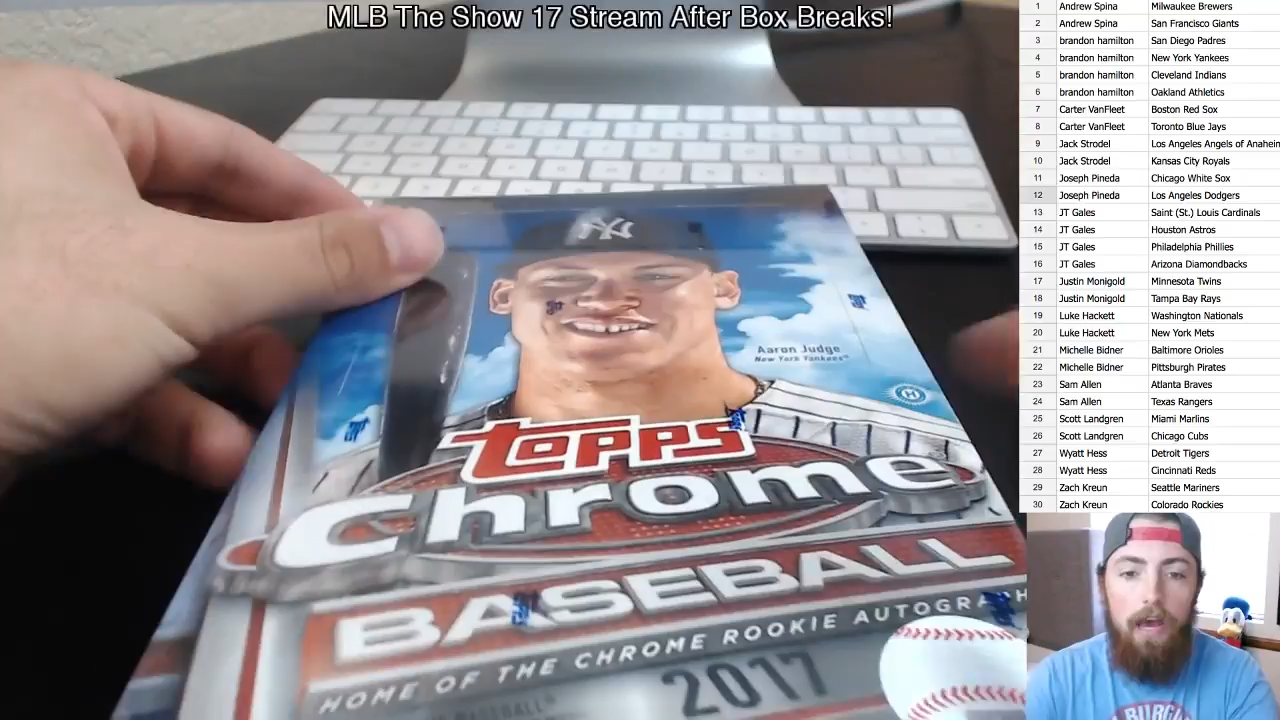 MLB The Show 17 Stream After Box Breaks!
1 Andrew Spina Milwaukee Brewers
2 Andrew Spina San Francisco Giants
3 brandon hamilton San Diego Padres
4 brandon hamilton New York Yankees
5 brandon hamilton Cleveland Indians
6 brandon hamilton Oakland Athletics
7 Carter VanFleet Boston Red Sox
8 Carter VanFleet Toronto Blue Jays
9 Jack Strodel Los Angeles Angels of Anaheim
10 Jack Strodel Kansas City Royals
11 Joseph Pineda Chicago White Sox
12 Joseph Pineda Los Angeles Dodgers
13 JT Gales Saint (St.) Louis Cardinals
14 JT Gales Houston Astros
15 JT Gales Philadelphia Phillies
16 JT Gales Arizona Diamondbacks
17 Justin Monigold Minnesota Twins
18 Justin Monigold Tampa Bay Rays
19 Luke Hackett Washington Nationals
20 Luke Hackett New York Mets
21 Michelle Bidner Baltimore Orioles
22 Michelle Bidner Pittsburgh Pirates
23 Sam Allen Atlanta Braves
24 Sam Allen Texas Rangers
25 Scott Landgren Miami Marlins
26 Scott Landgren Chicago Cubs
27 Wyatt Hess Detroit Tigers
28 Wyatt Hess Cincinnati Reds
29 Zach Kreun Seattle Mariners
30 Zach Kreun Colorado Rockies
NY
Aaron Judge
New York Yankees
H
TOPPS
Chrome
BASEBALL
HOME OF THE CHROME ROOKIE AUTOGRAPH
2017
BASEBALL
BURGH